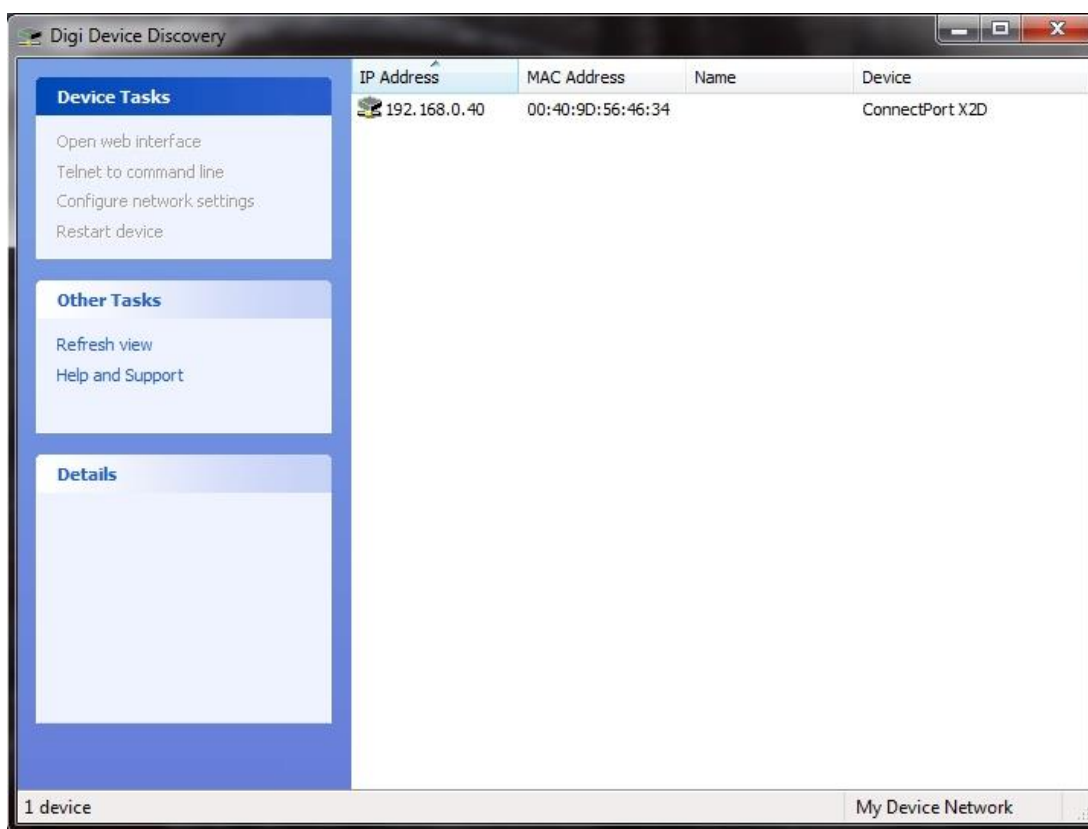 Digi Device Discovery
Device Tasks
Open web interface
Telnet to command line
Configure network settings
Restart device
Other Tasks
Refresh view
Help and Support
Details
IP Address MAC Address Name Device
192.168.0.40 00:40:9D:56:46:34 ConnectPort X2D
1 device My Device Network